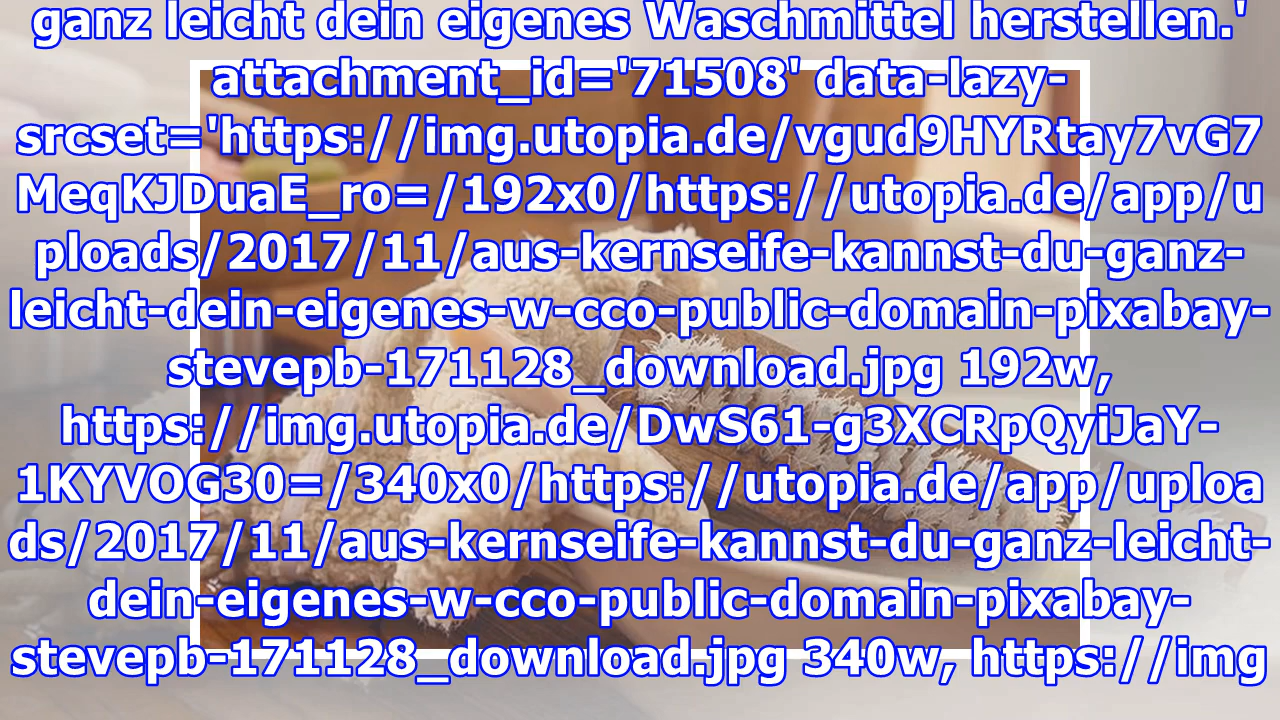 ganz leicht dein eigenes Waschmittel herstellen.'
attachment_id='71508' data-lazy-
srcset='https://img.utopia.de/vgud9HYRtay7vG7
MeqKJDuaE_ro=/192x0/https://utopia.de/app/u
ploads/2017/11/aus-kernseife-kannst-du-ganz-
leicht-dein-eigenes-w-cco-public-domain-pixabay-
stevepb-171128_download.jpg 192w,
https://img.utopia.de/DwS61-g3XCRpQyiJaY-
1KYVOG30=/340x0/https://utopia.de/app/uploa
ds/2017/11/aus-kernseife-kannst-du-ganz-leicht-
dein-eigenes-w-cco-public-domain-pixabay-
stevepb-171128_download.jpg 340w, https://img